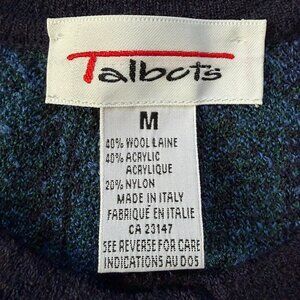 Talbots
M
40% WOOL LAINE
40% ACRYLIC
ACRYLIQUE
20% NYLON
MADE IN ITALY
FABRIQUÉ EN ITALIE
CA 23147
SEE REVERSE FOR CARE
INDICATIONS AU DOS